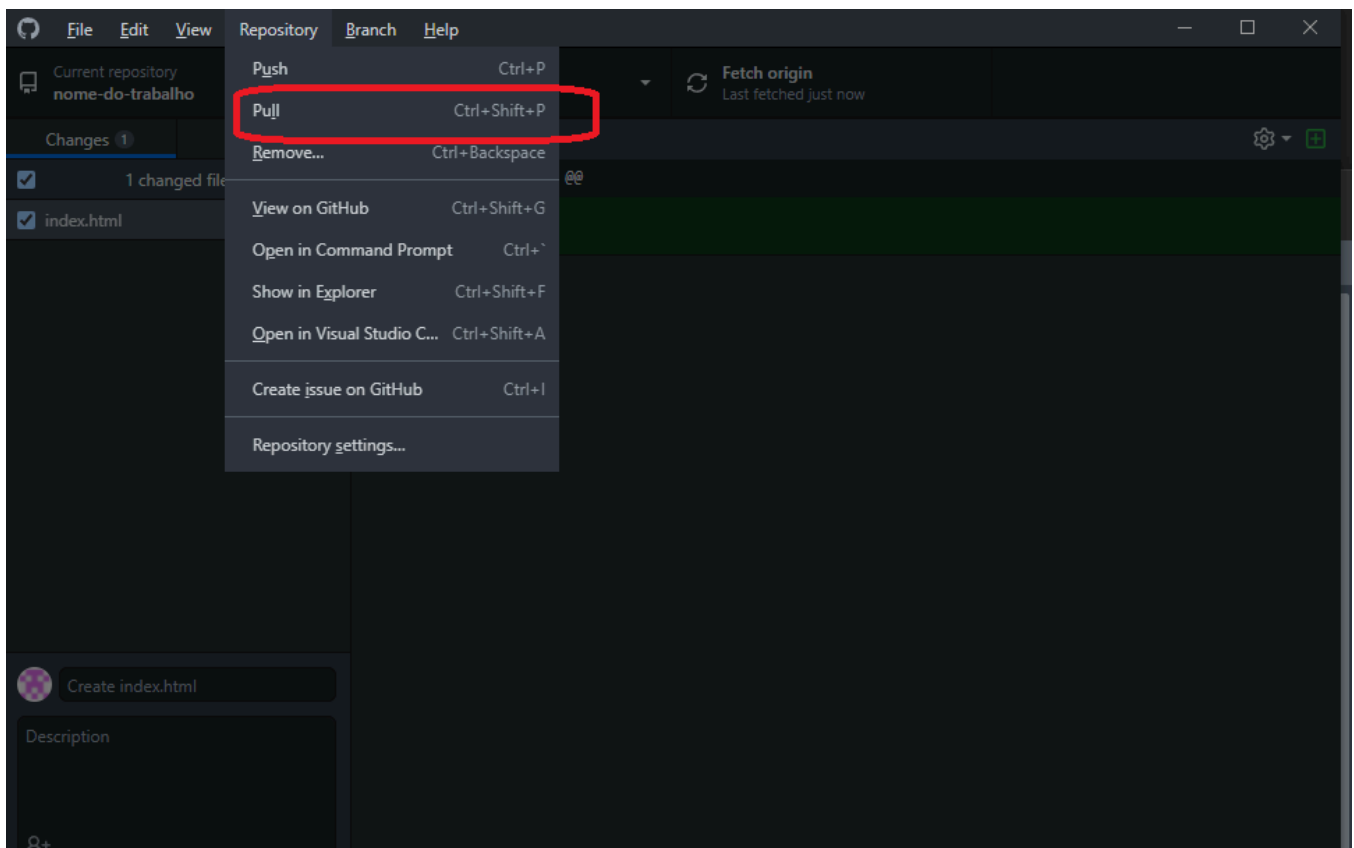 File Edit View Repository Branch Help
Current repository
nome-do-trabalho
Fetch origin
Last fetched just now
Push Ctrl+P
Pull Ctrl+Shift+P
Remove... Ctrl+Backspace
View on GitHub Ctrl+Shift+G
Open in Command Prompt Ctrl+`
Show in Explorer Ctrl+Shift+F
Open in Visual Studio C... Ctrl+Shift+A
Create issue on GitHub Ctrl+I
Repository settings...
Changes 1
1 changed file
index.html
@@
Create index.html
Description